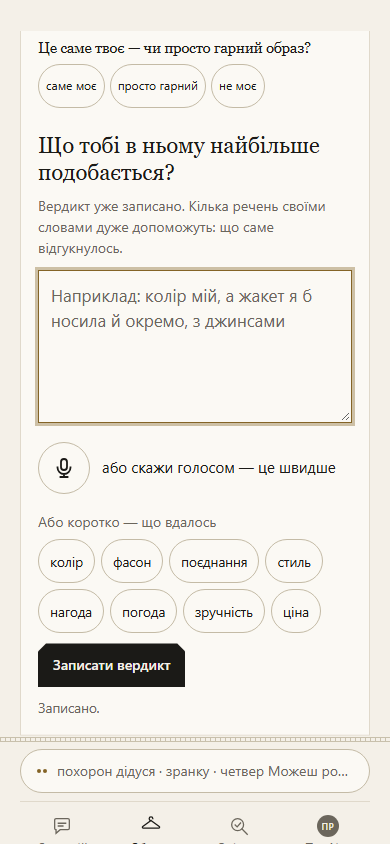 Це саме твоє — чи просто гарний образ?
саме моє
просто гарний
не моє
Що тобі в ньому найбільше
подобається?
Вердикт уже записано. Кілька речень своїми
словами дуже допоможуть: що саме
відгукнулось.
Наприклад: колір мій, а жакет я б
носила й окремо, з джинсами
або скажи голосом — це швидше
Або коротко — що вдалось
колір
фасон
поєднання
стиль
нагода
погода
зручність
ціна
Записати вердикт
Записано.
похорон дідуся · зранку · четвер Можеш ро...
ПР